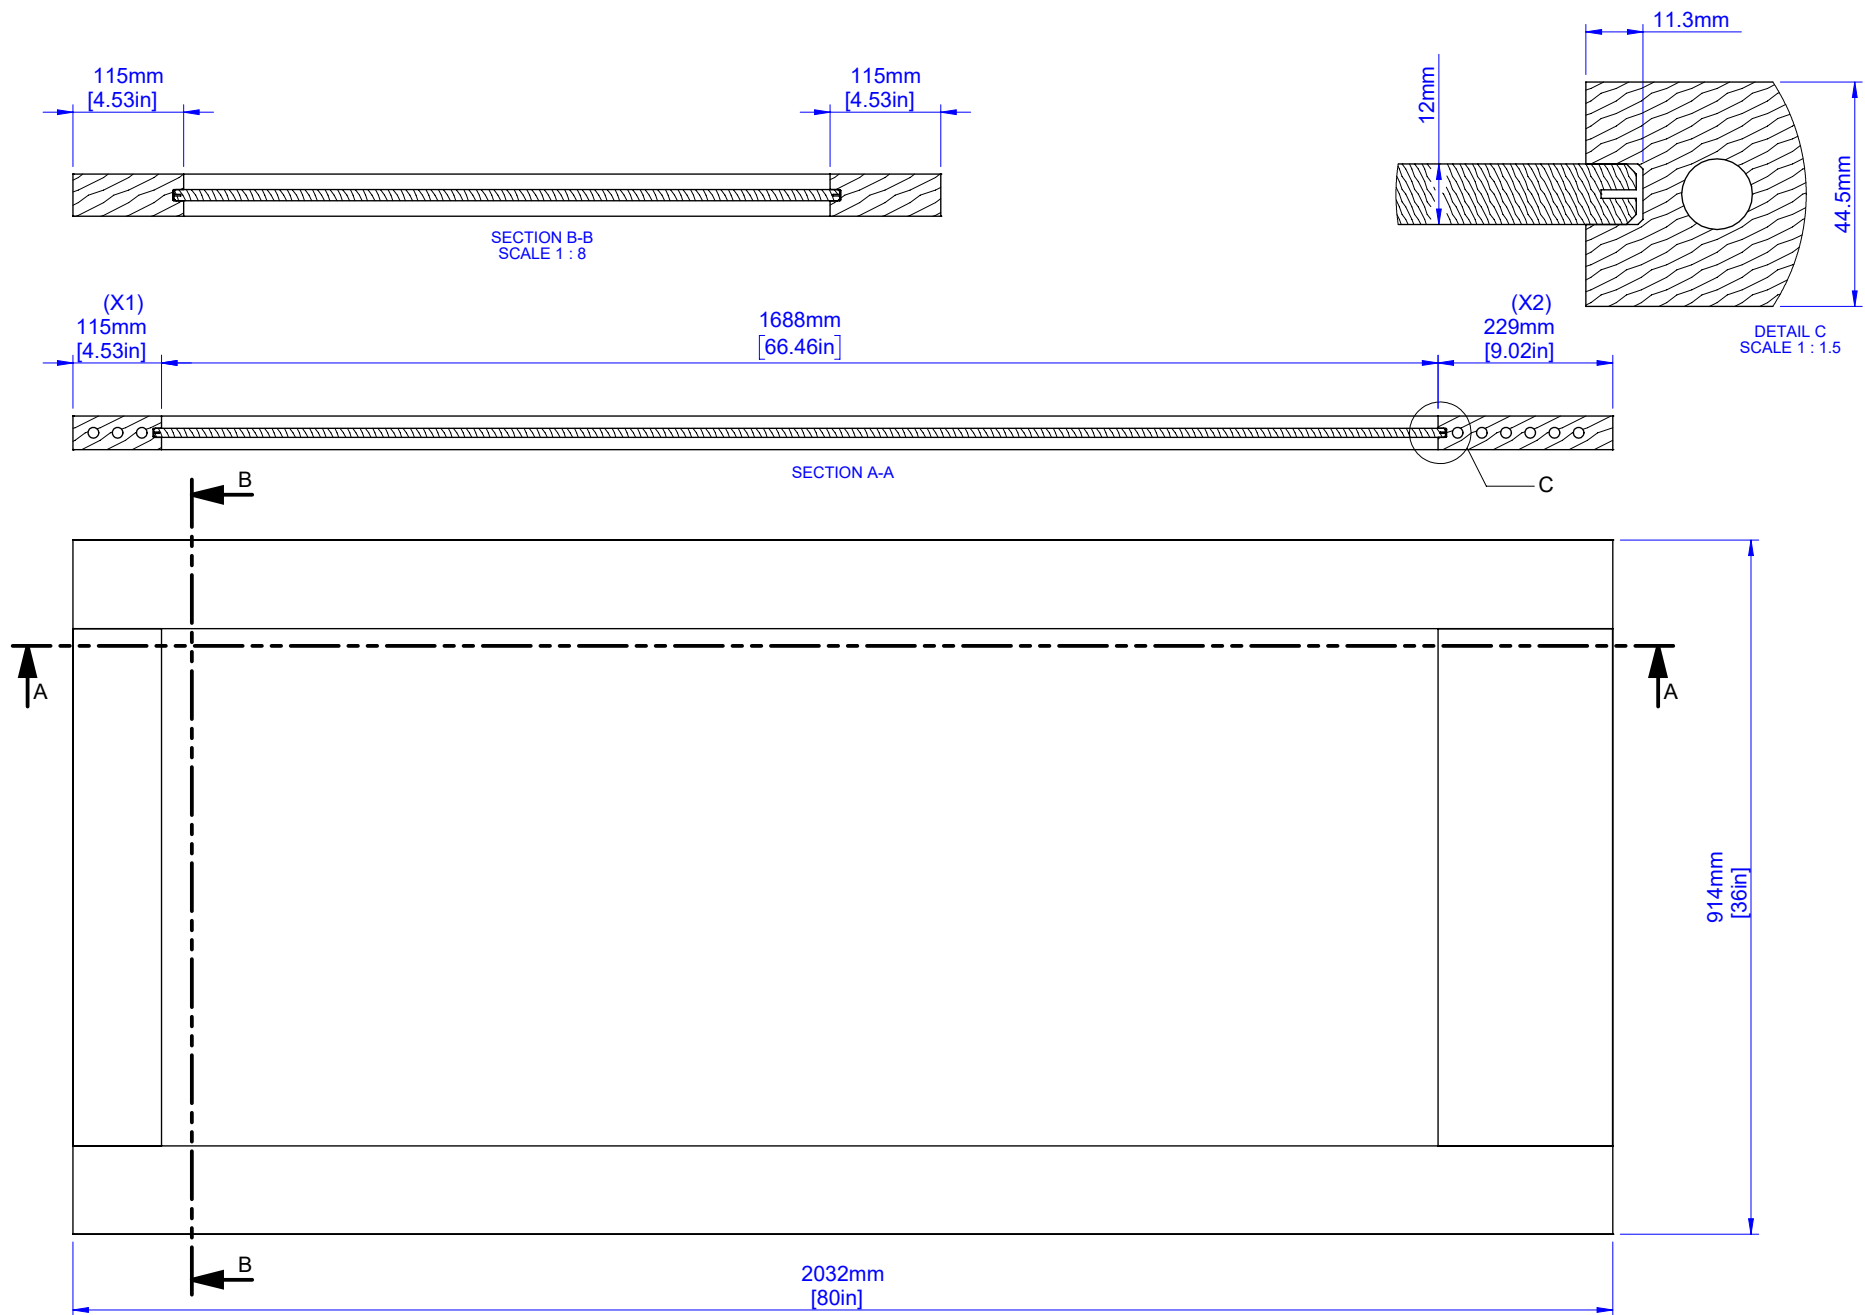 115mm
[4.53in]
115mm
[4.53in]
SECTION B-B
SCALE 1 : 8
11.3mm
12mm
44.5mm
DETAIL C
SCALE 1 : 1.5
(X1)
115mm
[4.53in]
1688mm
[66.46in]
(X2)
229mm
[9.02in]
SECTION A-A
C
B
A
A
914mm
[36in]
B
2032mm
[80in]